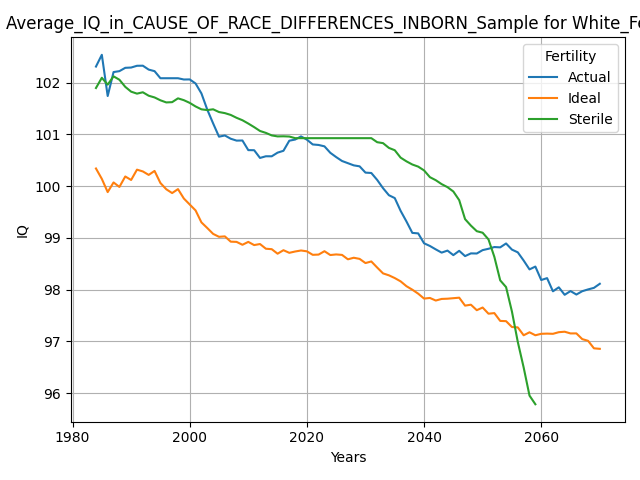 Average_IQ_in_CAUSE_OF_RACE_DIFFERENCES_INBORN_Sample for White_Fe
Fertility
Actual
Ideal
Sterile
102
101
100
99
98
97
96
IQ
1980
2000
2020
2040
2060
Years